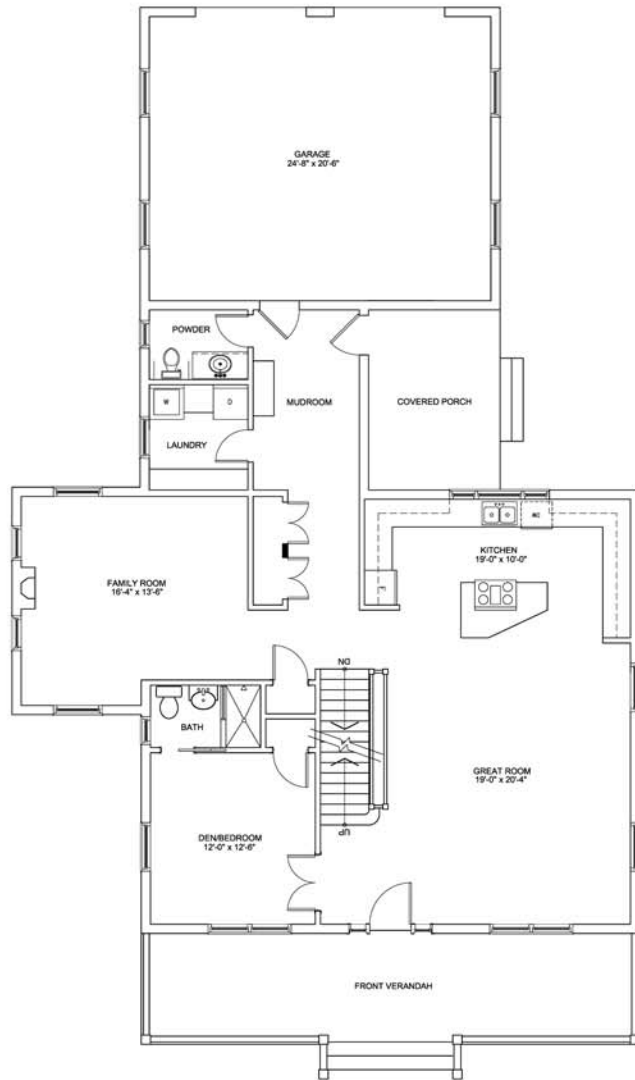 GARAGE
24'-8" x 20'-6"
POWDER
MUDROOM
COVERED PORCH
W
D
LAUNDRY
KITCHEN
19'-0" x 10'-0"
DW
FAMILY ROOM
16'-4" x 13'-6"
DN
BATH
GREAT ROOM
19'-0" x 20'-4"
DEN/BEDROOM
12'-0" x 12'-6"
UP
FRONT VERANDAH